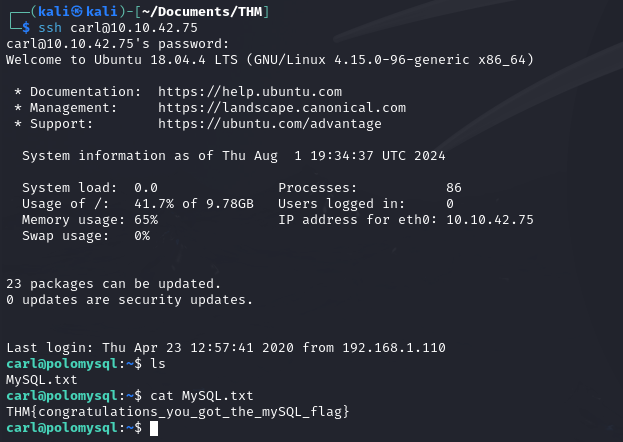 ┌──(kali㉿kali)-[~/Documents/THM]
└─$ ssh carl@10.10.42.75
carl@10.10.42.75's password:
Welcome to Ubuntu 18.04.4 LTS (GNU/Linux 4.15.0-96-generic x86_64)
* Documentation:  https://help.ubuntu.com
* Management:     https://landscape.canonical.com
* Support:        https://ubuntu.com/advantage
System information as of Thu Aug  1 19:34:37 UTC 2024
System load:  0.0               Processes:           86
Usage of /:   41.7% of 9.78GB   Users logged in:     0
Memory usage: 65%               IP address for eth0: 10.10.42.75
Swap usage:   0%
23 packages can be updated.
0 updates are security updates.
Last login: Thu Apr 23 12:57:41 2020 from 192.168.1.110
carl@polomysql:~$ ls
MySQL.txt
carl@polomysql:~$ cat MySQL.txt
THM{congratulations_you_got_the_mySQL_flag}
carl@polomysql:~$